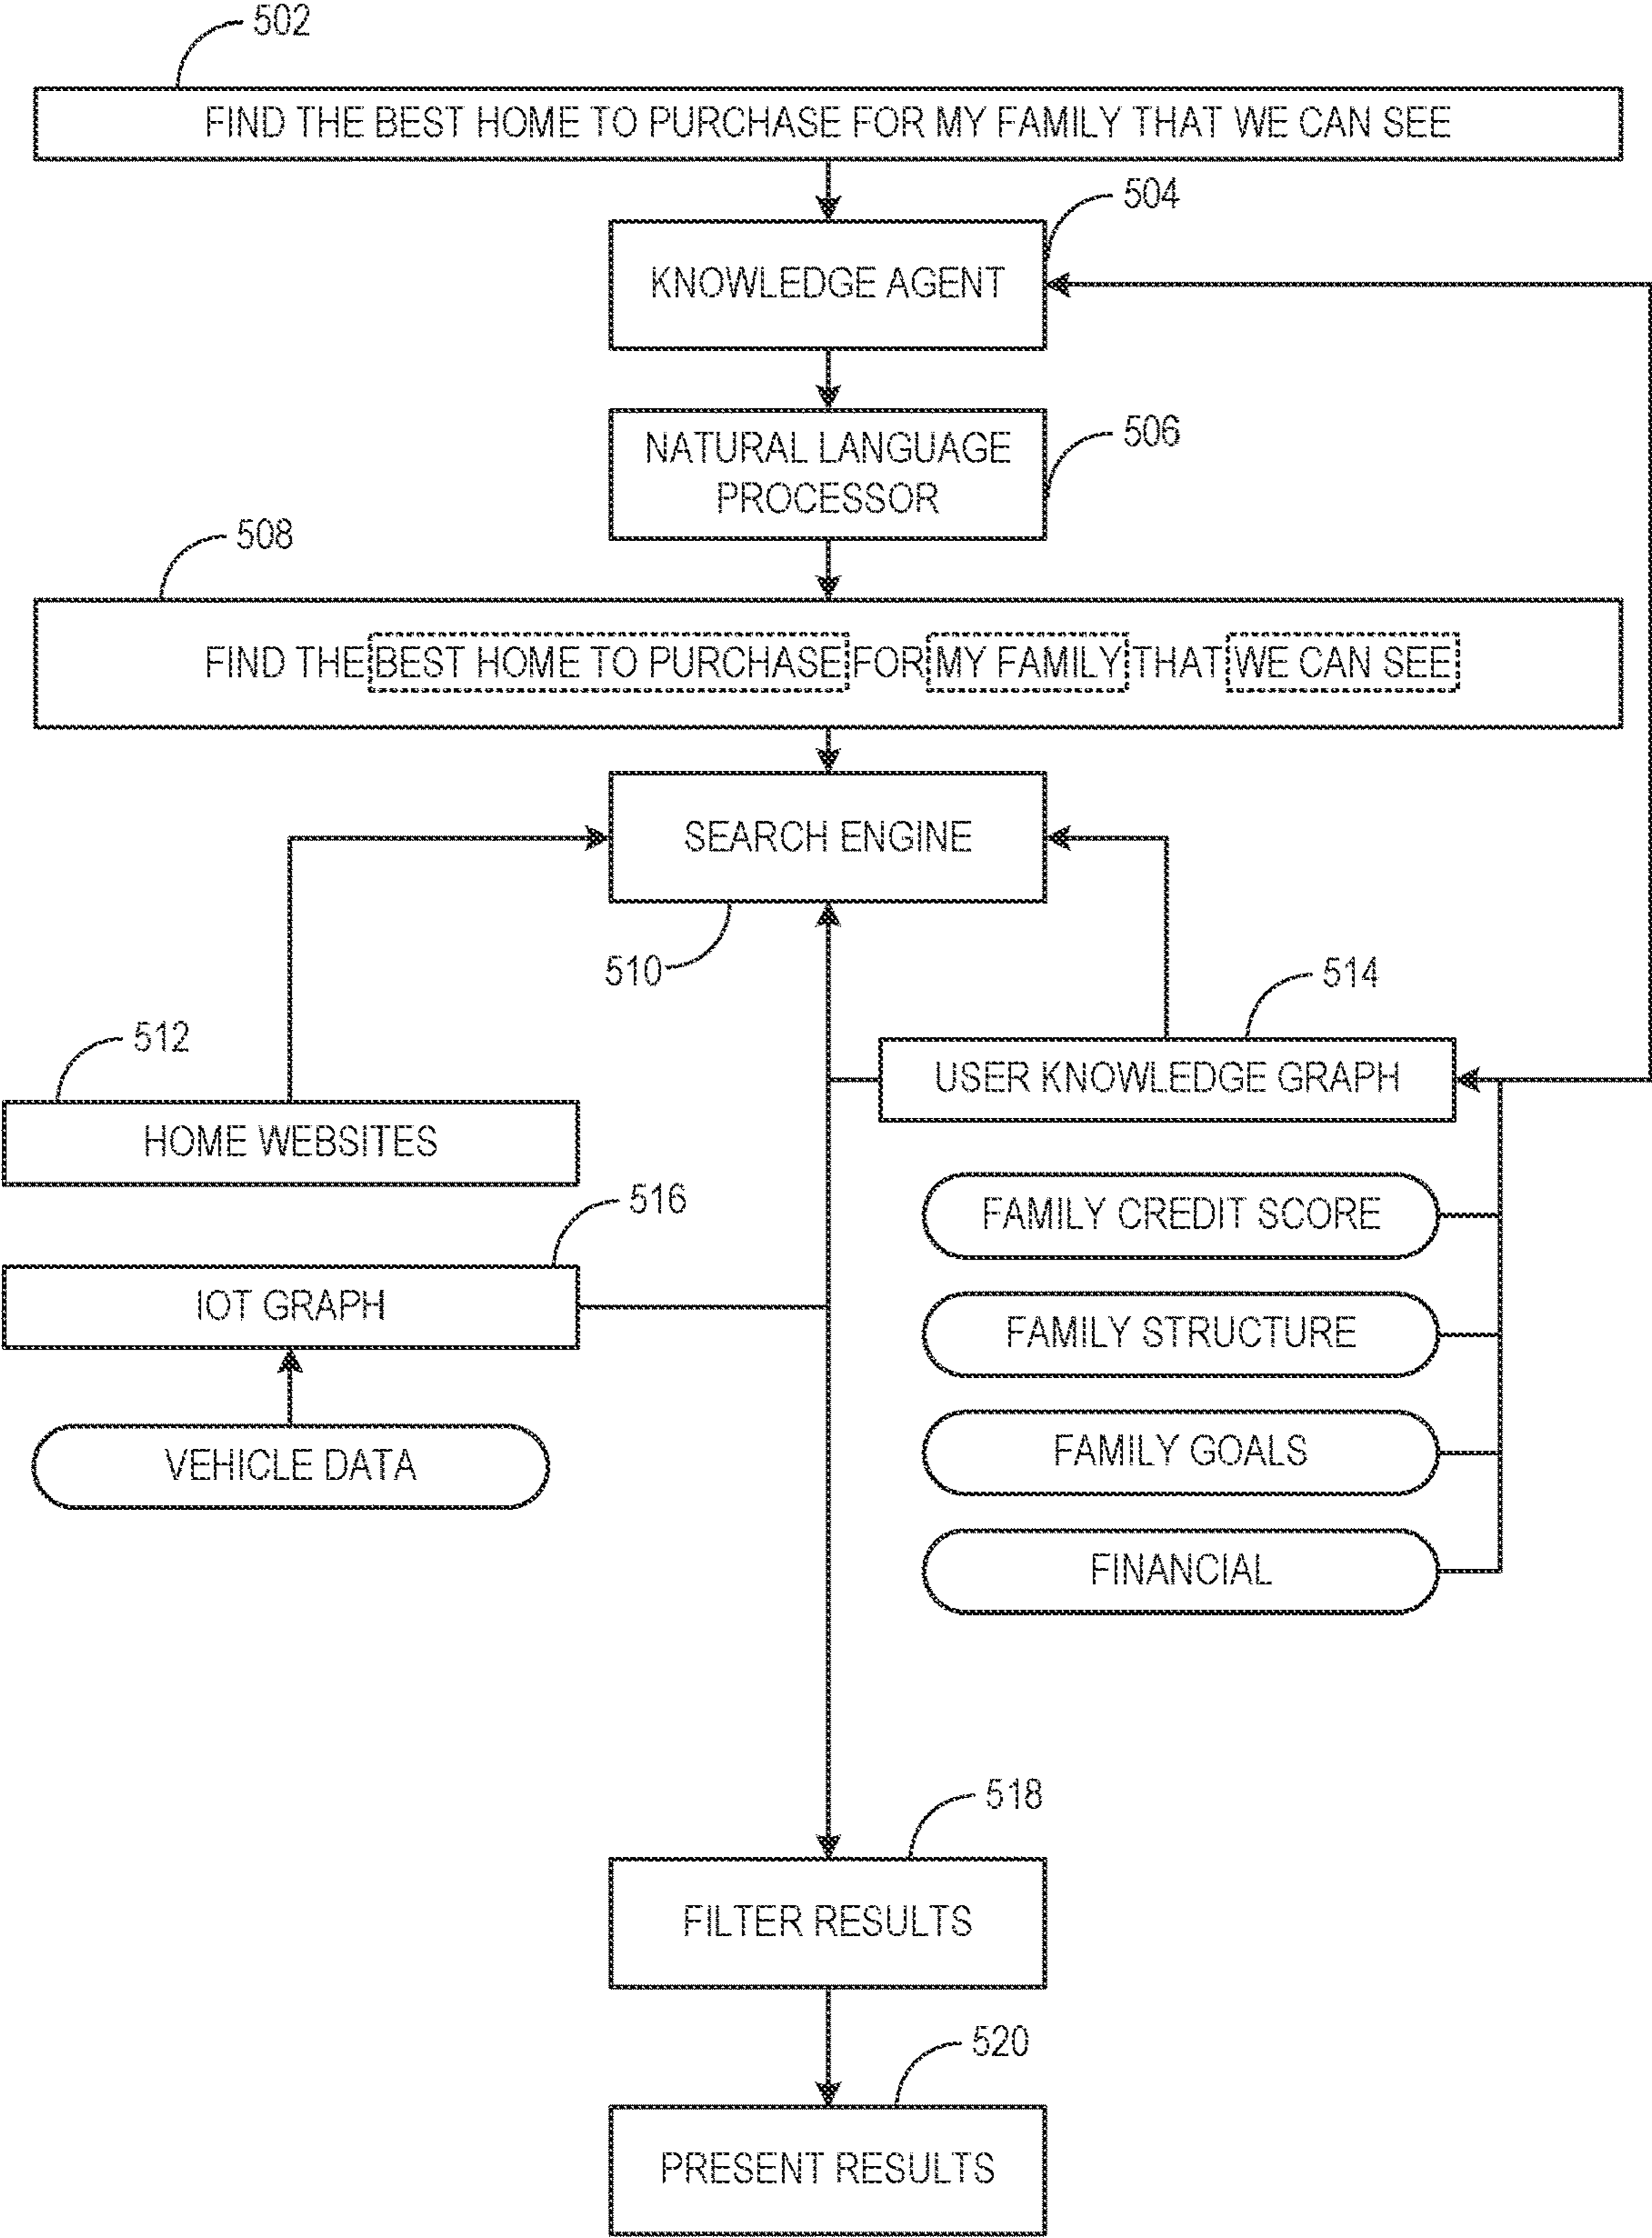 502
FIND THE BEST HOME TO PURCHASE FOR MY FAMILY THAT WE CAN SEE
504
KNOWLEDGE AGENT
506
NATURAL LANGUAGE
PROCESSOR
508
FIND THE BEST HOME TO PURCHASE FOR MY FAMILY THAT WE CAN SEE
SEARCH ENGINE
510
514
512
USER KNOWLEDGE GRAPH
HOME WEBSITES
516
FAMILY CREDIT SCORE
IOT GRAPH
FAMILY STRUCTURE
VEHICLE DATA
FAMILY GOALS
FINANCIAL
518
FILTER RESULTS
520
PRESENT RESULTS